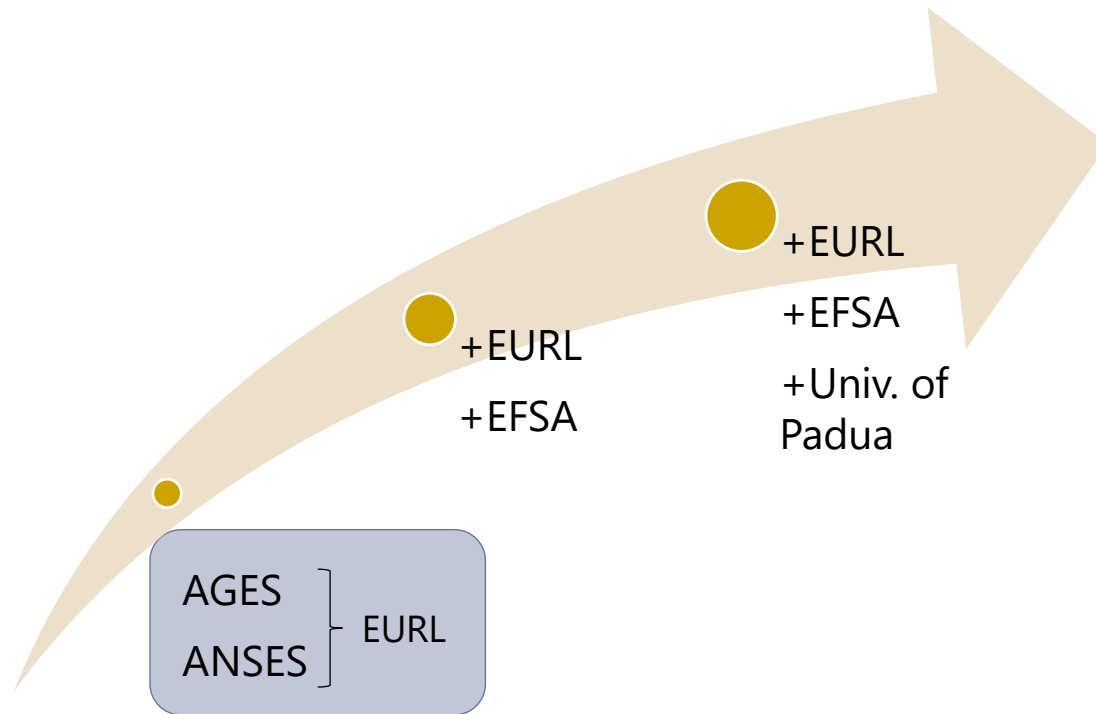 +EURL
+EFSA
+Univ. of
Padua
+EURL
+EFSA
AGES
ANSES
EURL